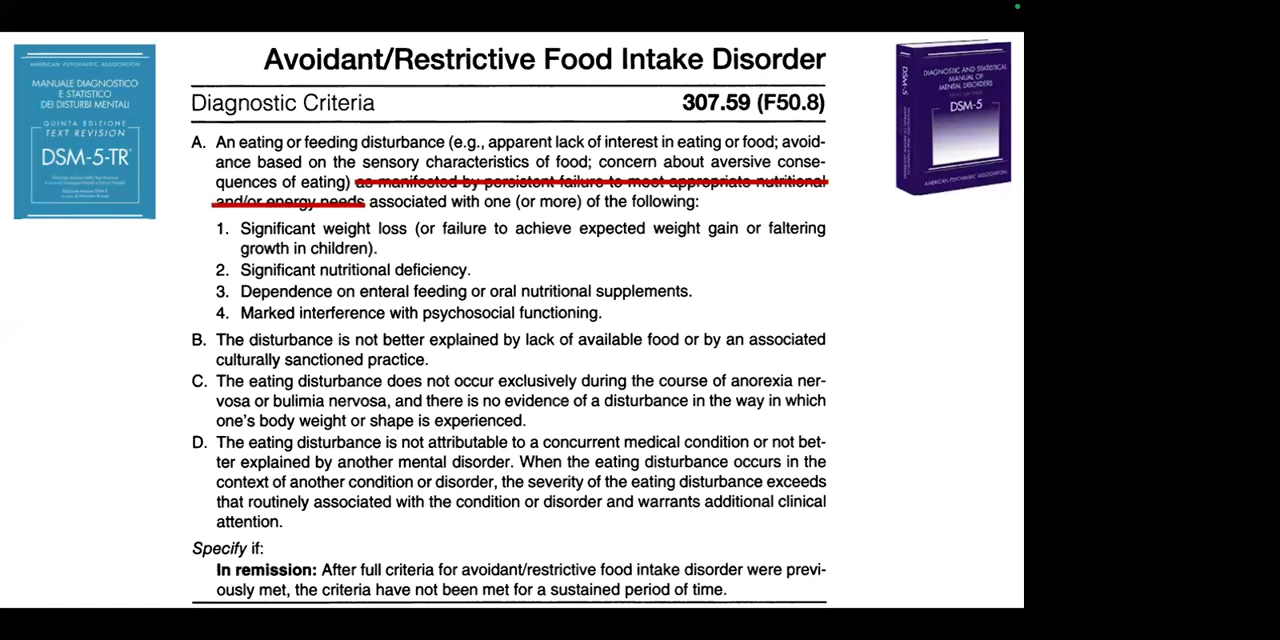 AMERICAN PSYCHIATRIC ASSOCIATION
MANUALE DIAGNOSTICO
E STATISTICO
DEI DISTURBI MENTALI
QUINTA EDIZIONE
TEXT REVISION
DSM-5-TR
Avoidant/Restrictive Food Intake Disorder
Diagnostic Criteria 307.59 (F50.8)
A. An eating or feeding disturbance (e.g., apparent lack of interest in eating or food; avoid-
ance based on the sensory characteristics of food; concern about aversive conse-
quences of eating) as manifested by persistent failure to meet appropriate nutritional
and/or energy needs associated with one (or more) of the following:
1. Significant weight loss (or failure to achieve expected weight gain or faltering
growth in children).
2. Significant nutritional deficiency.
3. Dependence on enteral feeding or oral nutritional supplements.
4. Marked interference with psychosocial functioning.
B. The disturbance is not better explained by lack of available food or by an associated
culturally sanctioned practice.
C. The eating disturbance does not occur exclusively during the course of anorexia ner-
vosa or bulimia nervosa, and there is no evidence of a disturbance in the way in which
one's body weight or shape is experienced.
D. The eating disturbance is not attributable to a concurrent medical condition or not bet-
ter explained by another mental disorder. When the eating disturbance occurs in the
context of another condition or disorder, the severity of the eating disturbance exceeds
that routinely associated with the condition or disorder and warrants additional clinical
attention.
Specify if:
In remission: After full criteria for avoidant/restrictive food intake disorder were previ-
ously met, the criteria have not been met for a sustained period of time.
DSM-5
DIAGNOSTIC AND STATISTICAL
MANUAL OF
MENTAL DISORDERS
DSM-5
AMERICAN PSYCHIATRIC ASSOCIATION